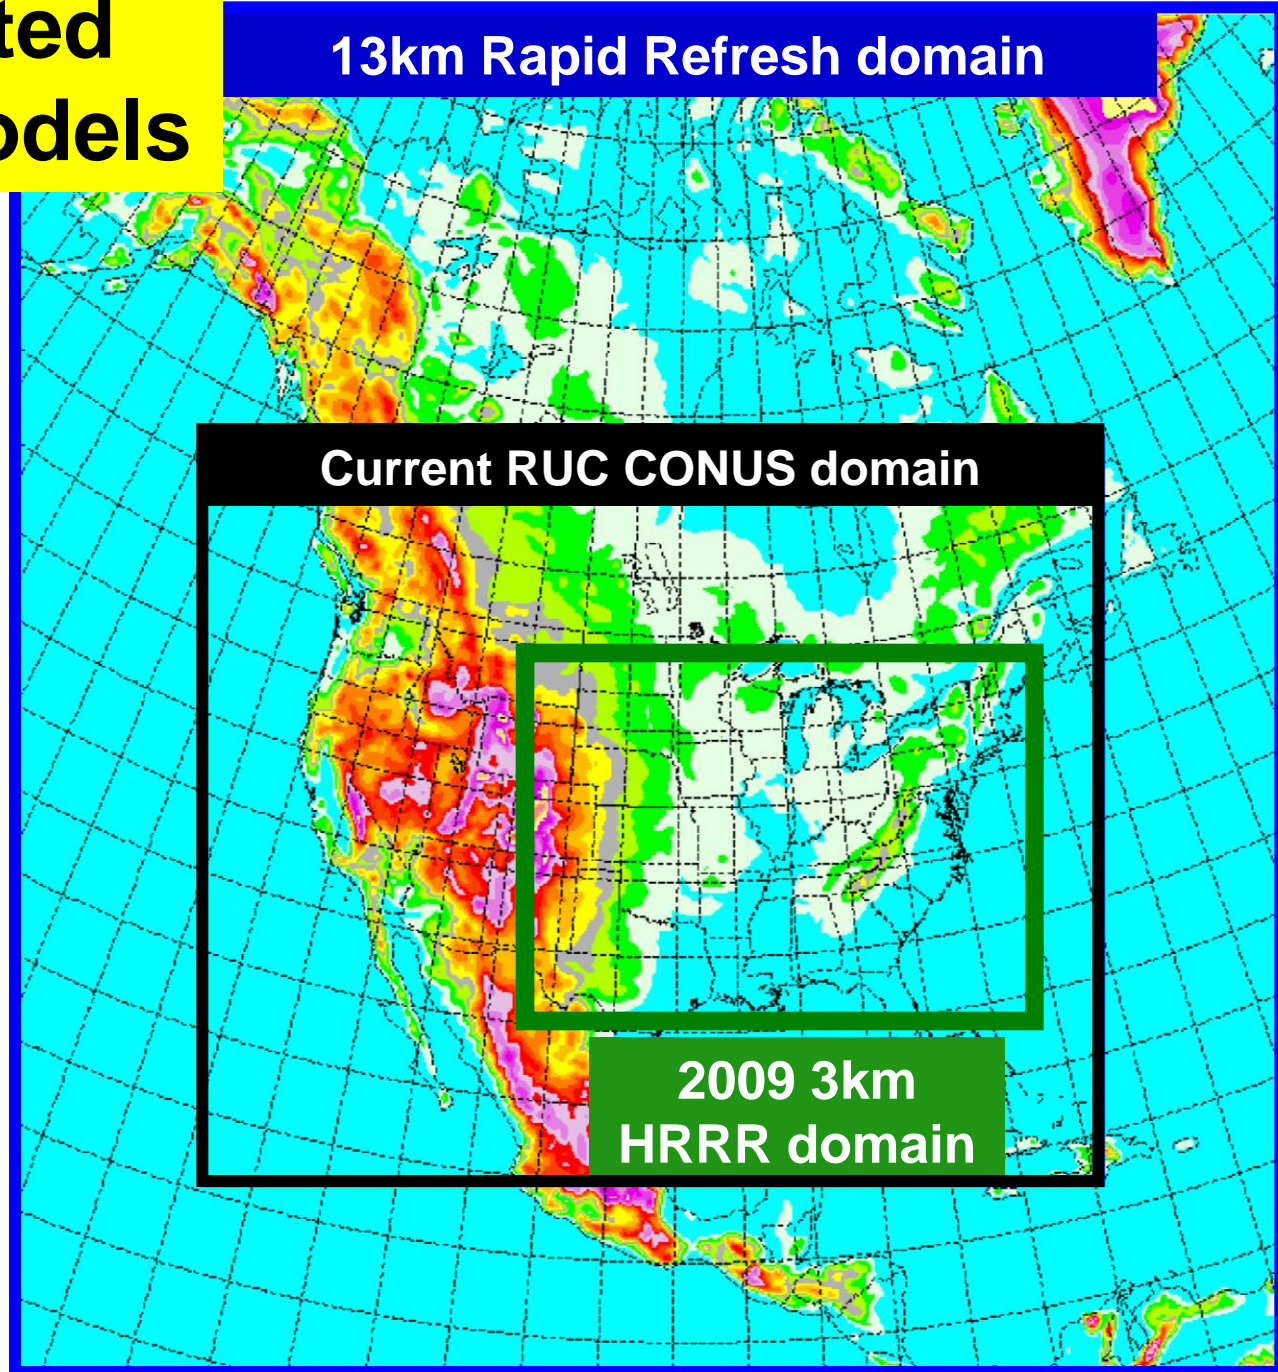 ted
odels
13km Rapid Refresh domain
Current RUC CONUS domain
2009 3km
HRRR domain